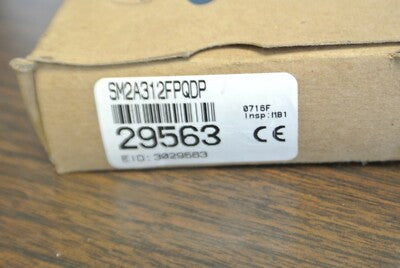 SM2A312FPQDP
0716F
Insp:MB1
29563
CE
EID: 3029563